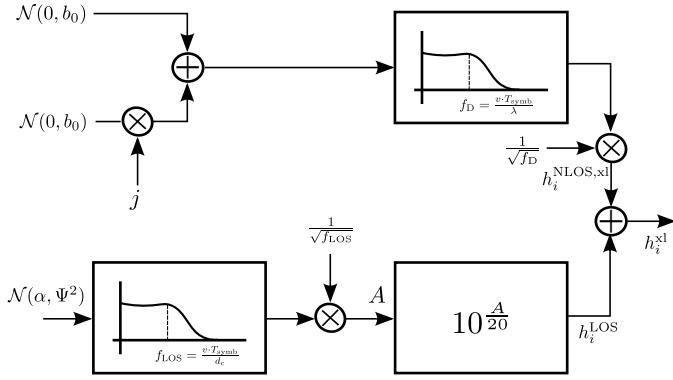 𝒩(0, b₀)
𝒩(0, b₀)
j
f_D = v·T_symb/λ
1/√f_D
h_i^NLOS,xl
h_i^xl
1/√f_LOS
𝒩(α, Ψ²)
f_LOS = v·T_symb/d_c
A
10^(A/20)
h_i^LOS